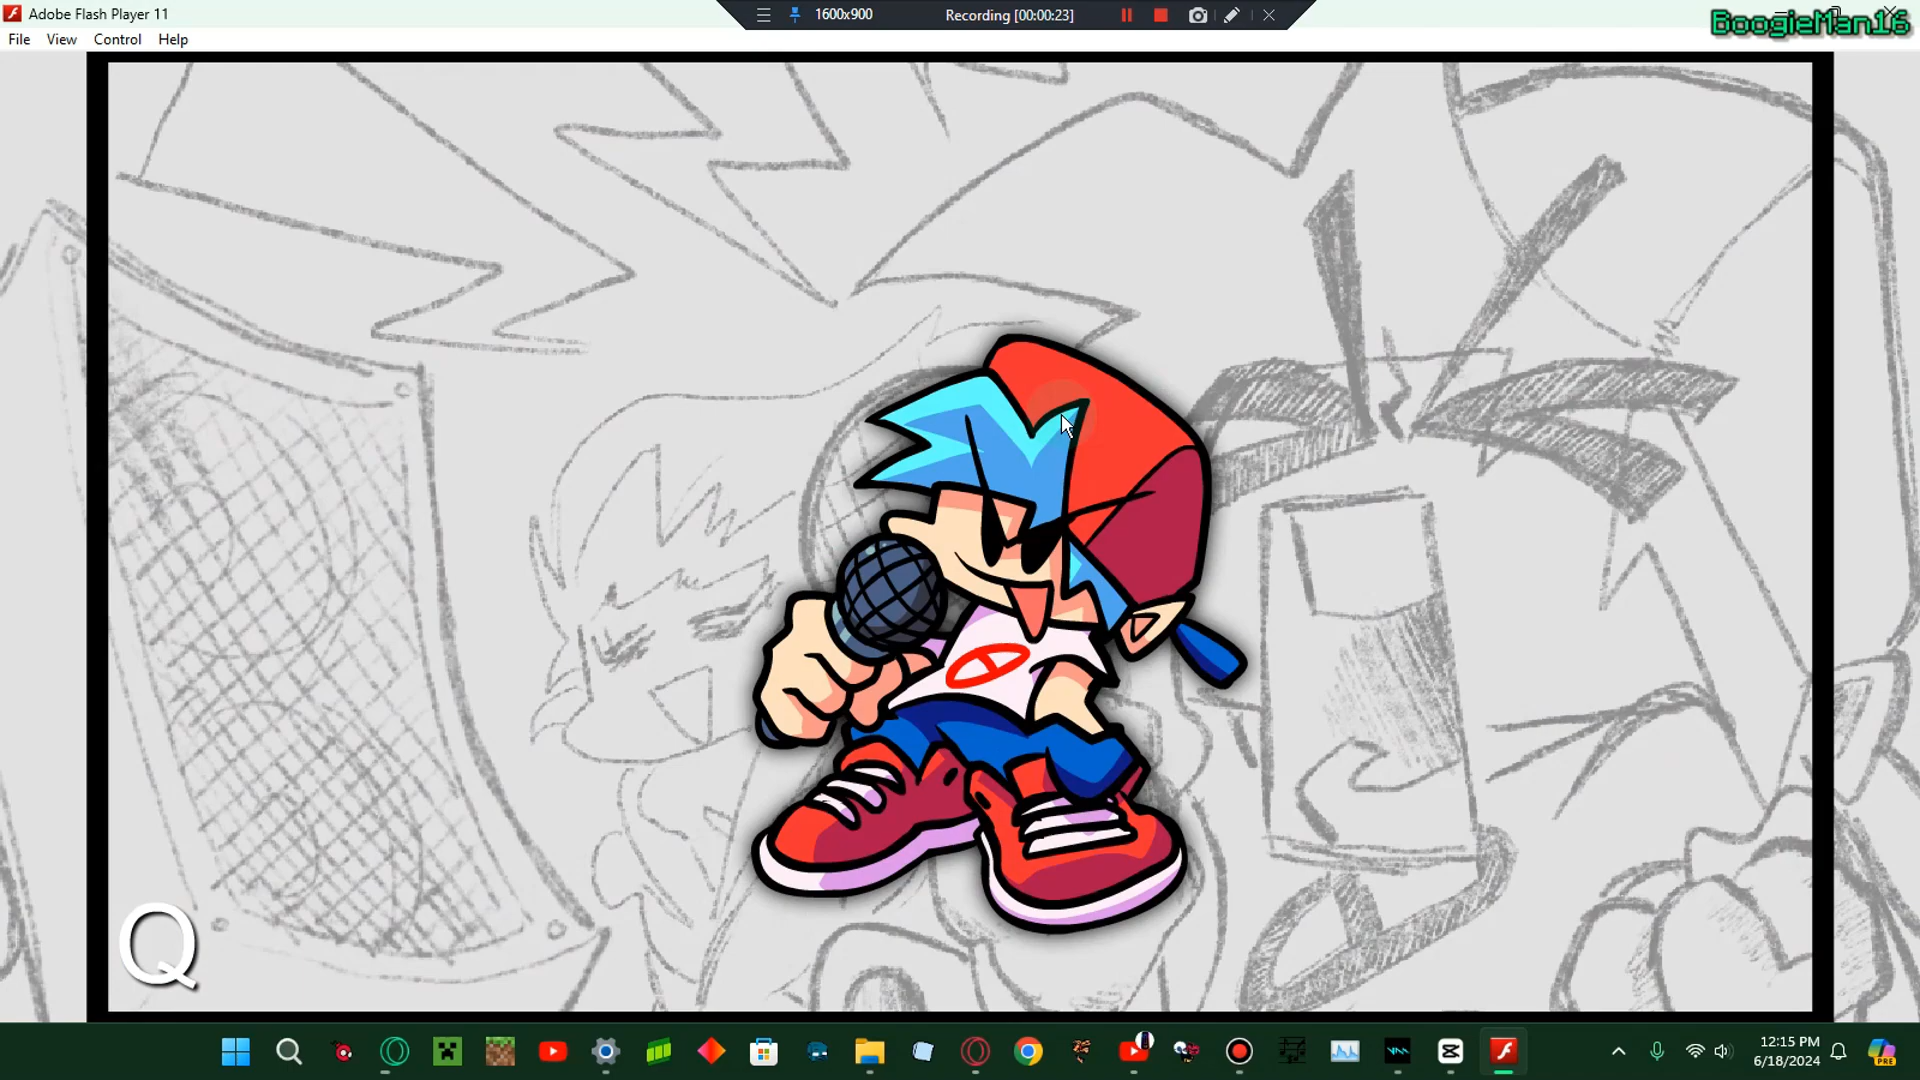 Adobe Flash Player 11
1600x900
Recording [00:00:23]
BoogieMan16
File View Control Help
Q
12:15 PM
6/18/2024
PRE